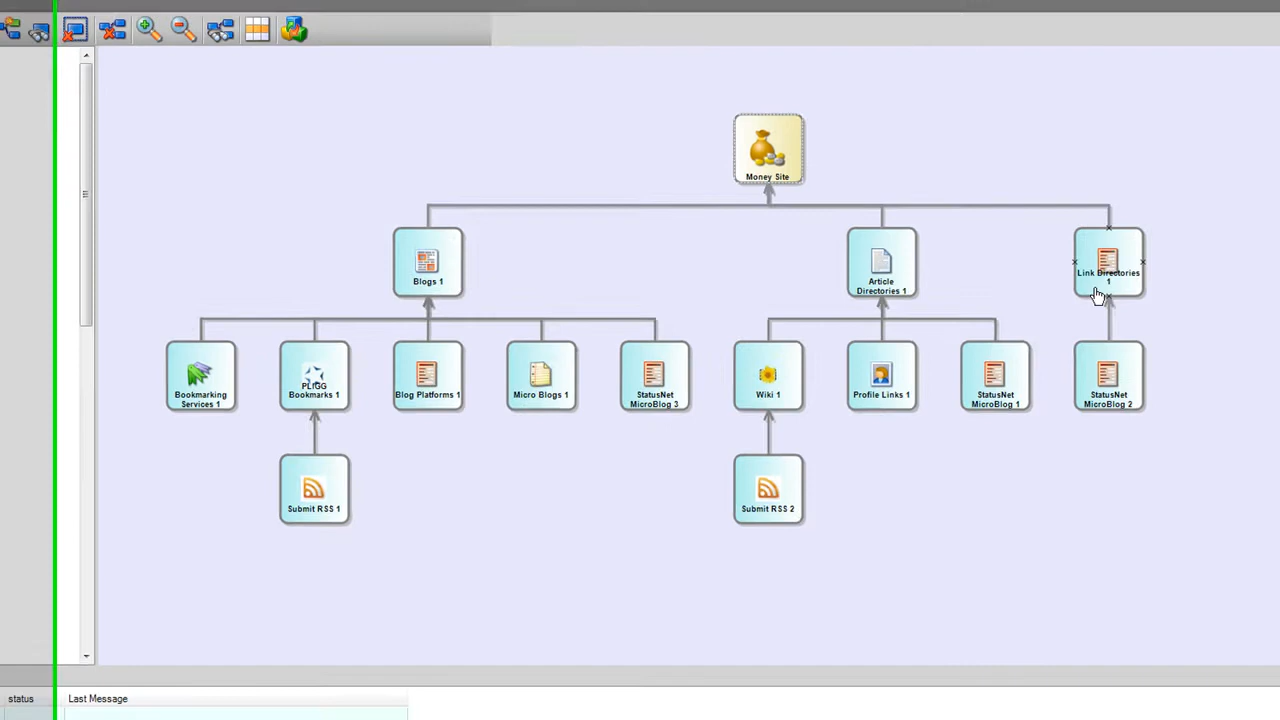 Money Site
Blogs 1
Article
Directories 1
Link Directories
1
Bookmarking
Services 1
PLIGG
Bookmarks 1
Blog Platforms 1
Micro Blogs 1
StatusNet
MicroBlog 3
Wiki 1
Profile Links 1
StatusNet
MicroBlog 1
StatusNet
MicroBlog 2
Submit RSS 1
Submit RSS 2
status
Last Message